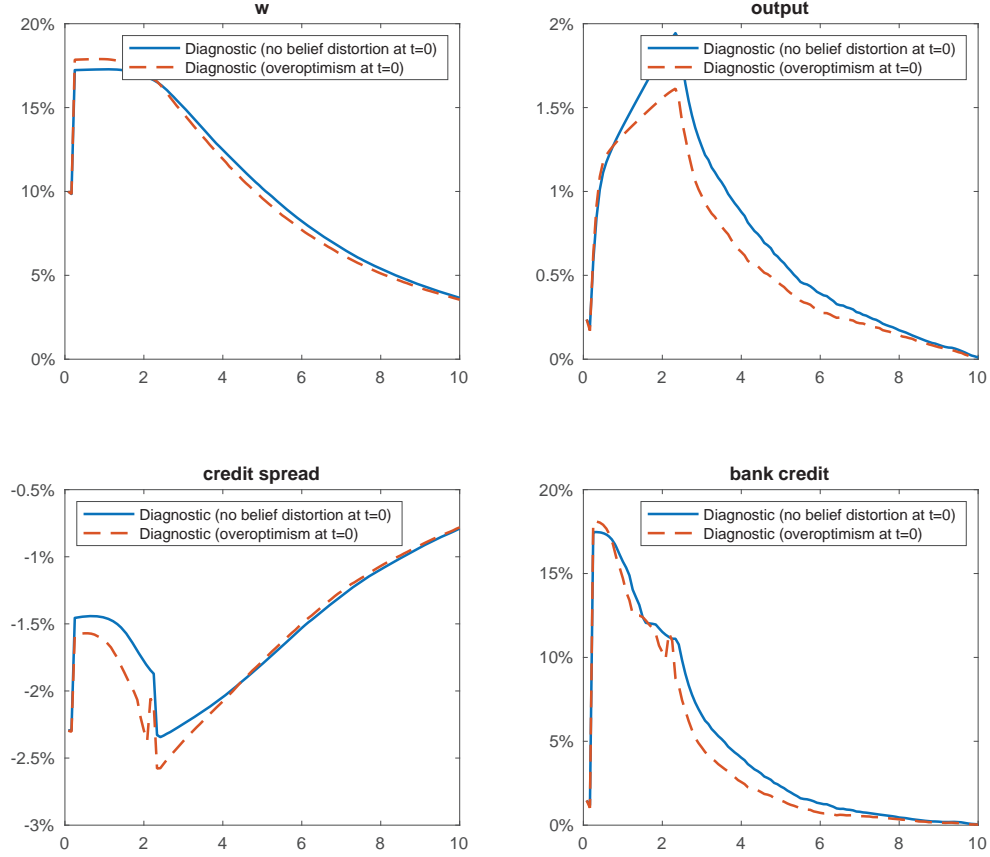 w
20%
15%
10%
5%
0%
0 2 4 6 8 10
Diagnostic (no belief distortion at t=0)
Diagnostic (overoptimism at t=0)
output
2%
1.5%
1%
0.5%
0%
0 2 4 6 8 10
Diagnostic (no belief distortion at t=0)
Diagnostic (overoptimism at t=0)
credit spread
-0.5%
-1%
-1.5%
-2%
-2.5%
-3%
0 2 4 6 8 10
Diagnostic (no belief distortion at t=0)
Diagnostic (overoptimism at t=0)
bank credit
20%
15%
10%
5%
0%
0 2 4 6 8 10
Diagnostic (no belief distortion at t=0)
Diagnostic (overoptimism at t=0)